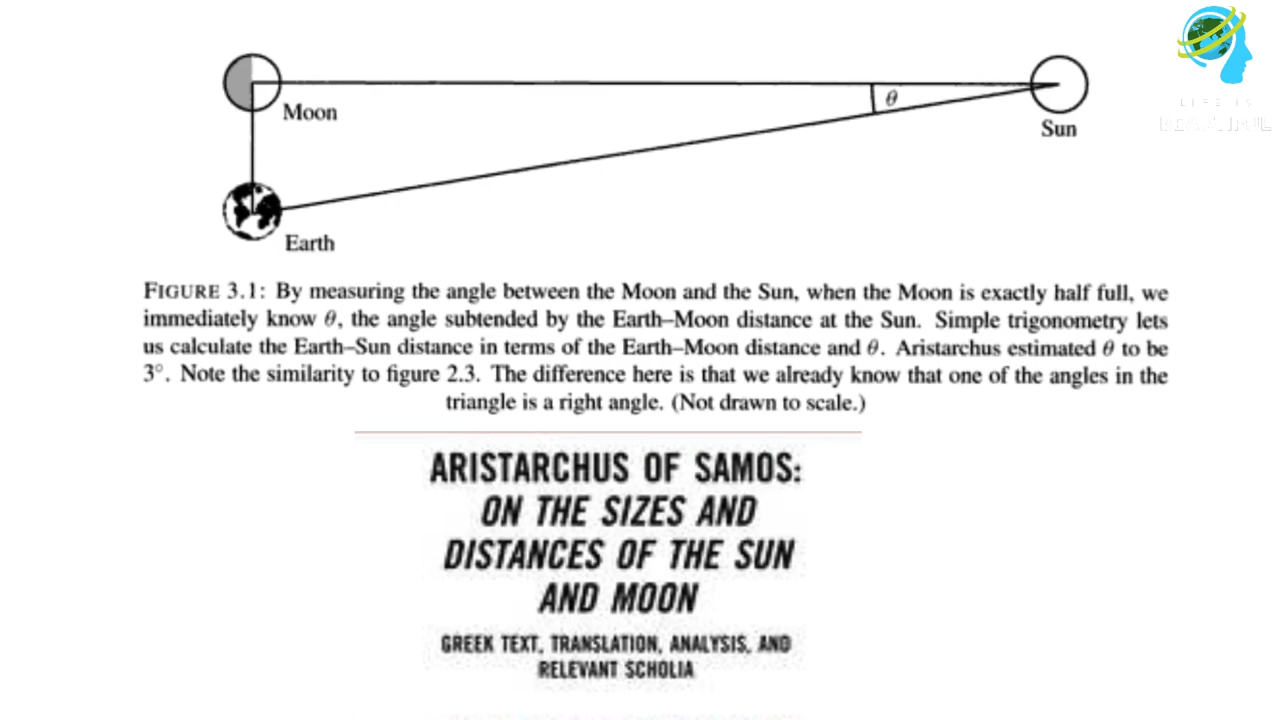 LIFE IS
BEAUTIFUL
Moon
θ
Sun
Earth
FIGURE 3.1: By measuring the angle between the Moon and the Sun, when the Moon is exactly half full, we
immediately know θ, the angle subtended by the Earth–Moon distance at the Sun. Simple trigonometry lets
us calculate the Earth–Sun distance in terms of the Earth–Moon distance and θ. Aristarchus estimated θ to be
3°. Note the similarity to figure 2.3. The difference here is that we already know that one of the angles in the
triangle is a right angle. (Not drawn to scale.)
ARISTARCHUS OF SAMOS:
ON THE SIZES AND
DISTANCES OF THE SUN
AND MOON
GREEK TEXT, TRANSLATION, ANALYSIS, AND
RELEVANT SCHOLIA